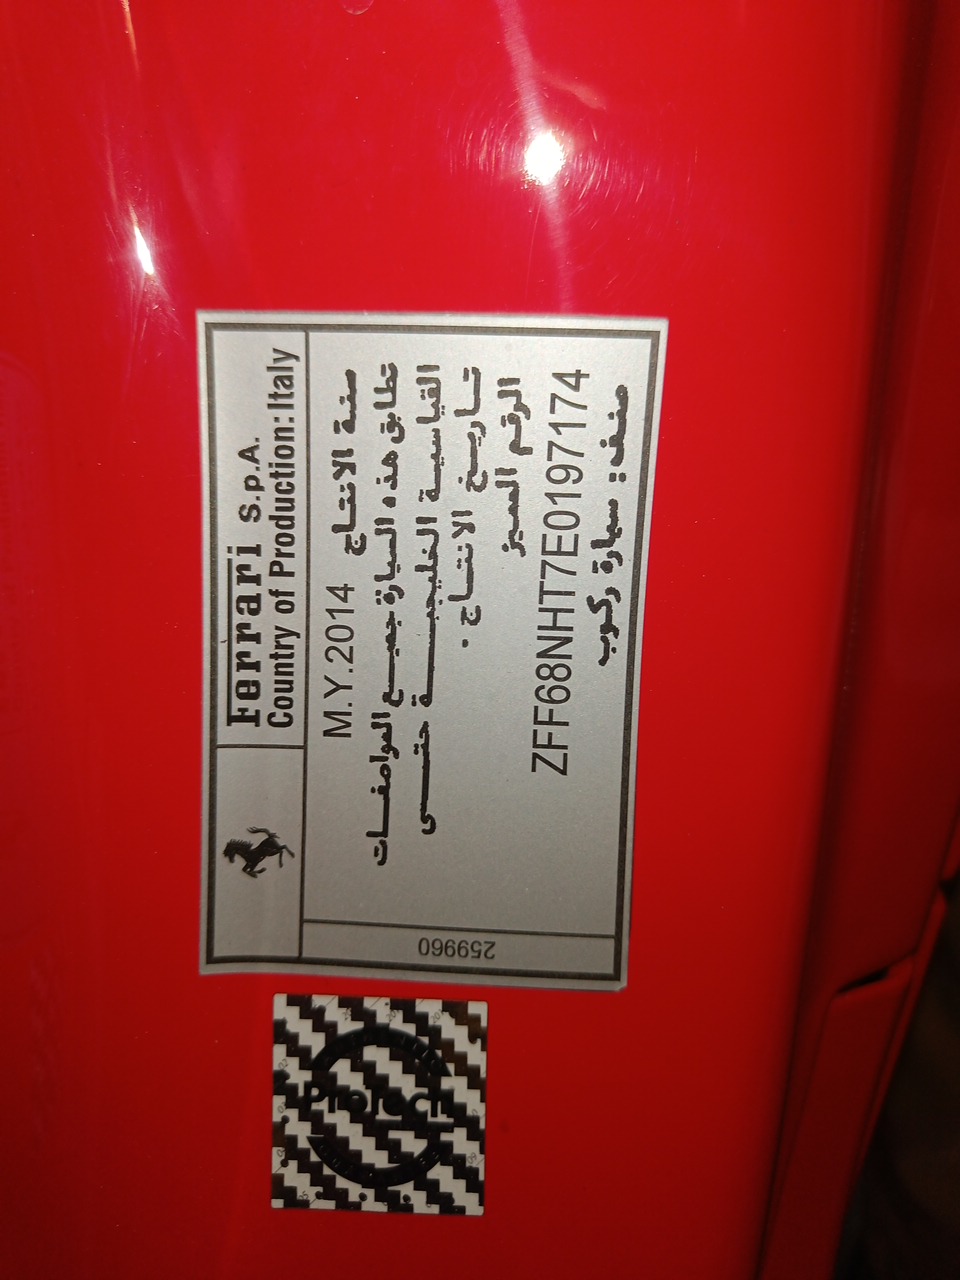 Ferrari S.p.A.
Country of Production: Italy
M.Y.2014 سنة الانتاج
تطابق هذه السيارة جميع المواصفات
القياسية الخليجية حتى
تاريخ الانتاج .
الرقم المميز
ZFF68NHT7E0197174
صنف : سيارة ركوب
259960
ProTech